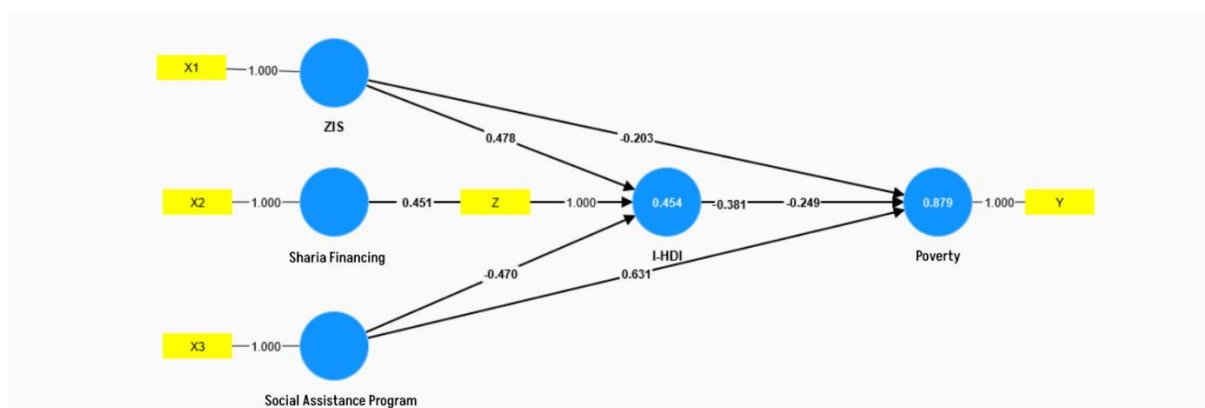 X1
1.000
ZIS
0.478
-0.203
X2
1.000
0.451
Z
1.000
0.454
-0.381
-0.249
0.879
1.000
Y
Sharia Financing
I-HDI
Poverty
-0.470
0.631
X3
1.000
Social Assistance Program